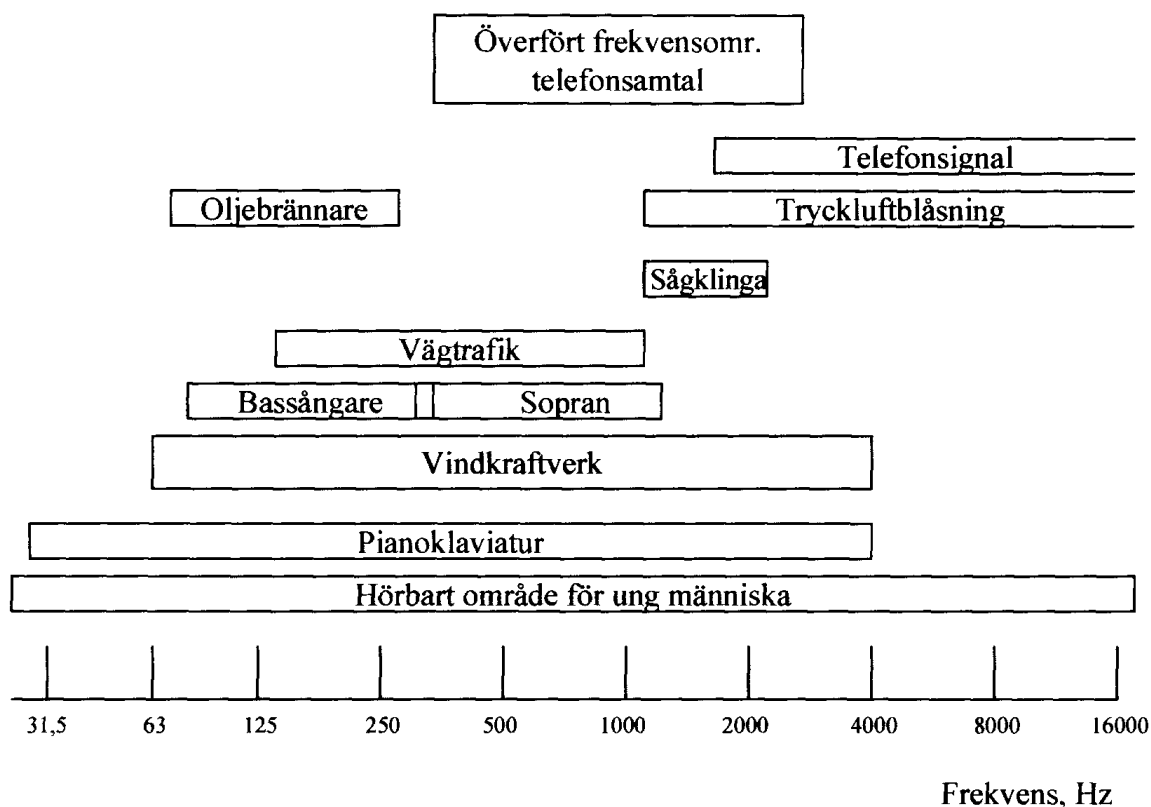 Överfört frekvensomr.
telefonsamtal
Telefonsignal
Oljebrännare
Tryckluftblåsning
Sågklinga
Vägtrafik
Bassångare
Sopran
Vindkraftverk
Pianoklaviatur
Hörbart område för ung människa
31,5 63 125 250 500 1000 2000 4000 8000 16000
Frekvens, Hz